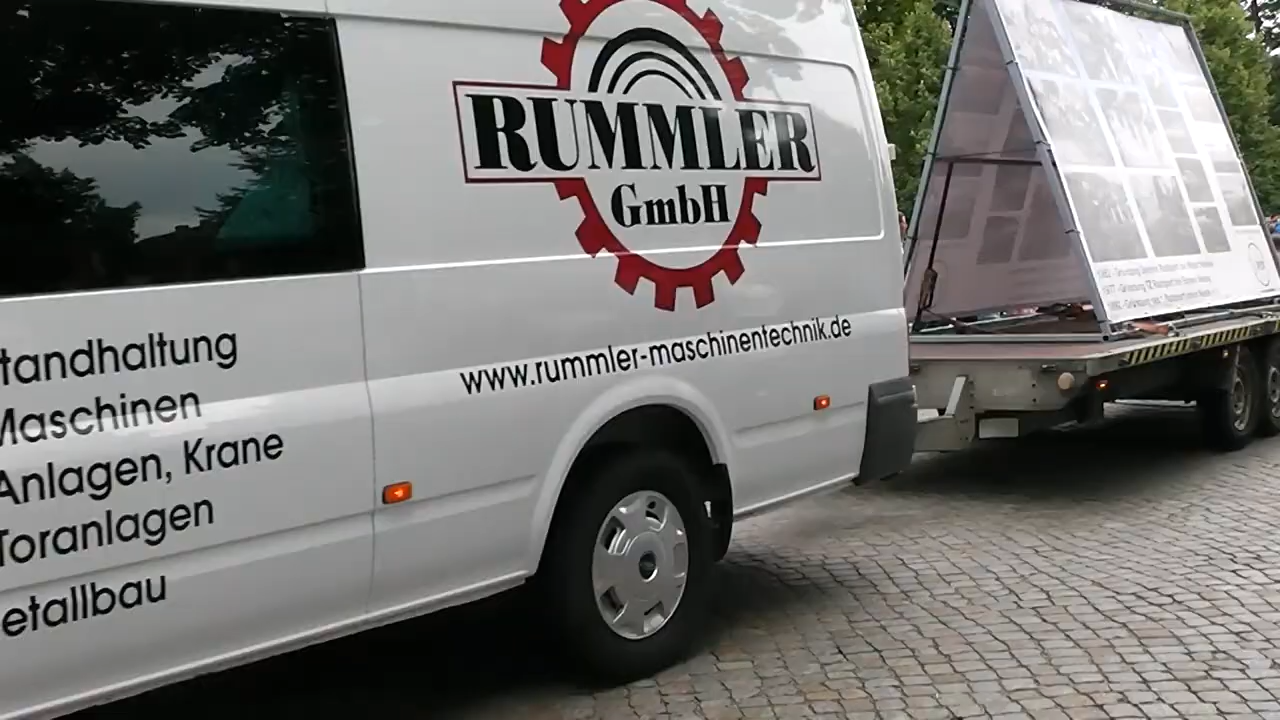 RUMMLER
GmbH
www.rummler-maschinentechnik.de
tandhaltung
Maschinen
Anlagen, Krane
Toranlagen
etallbau